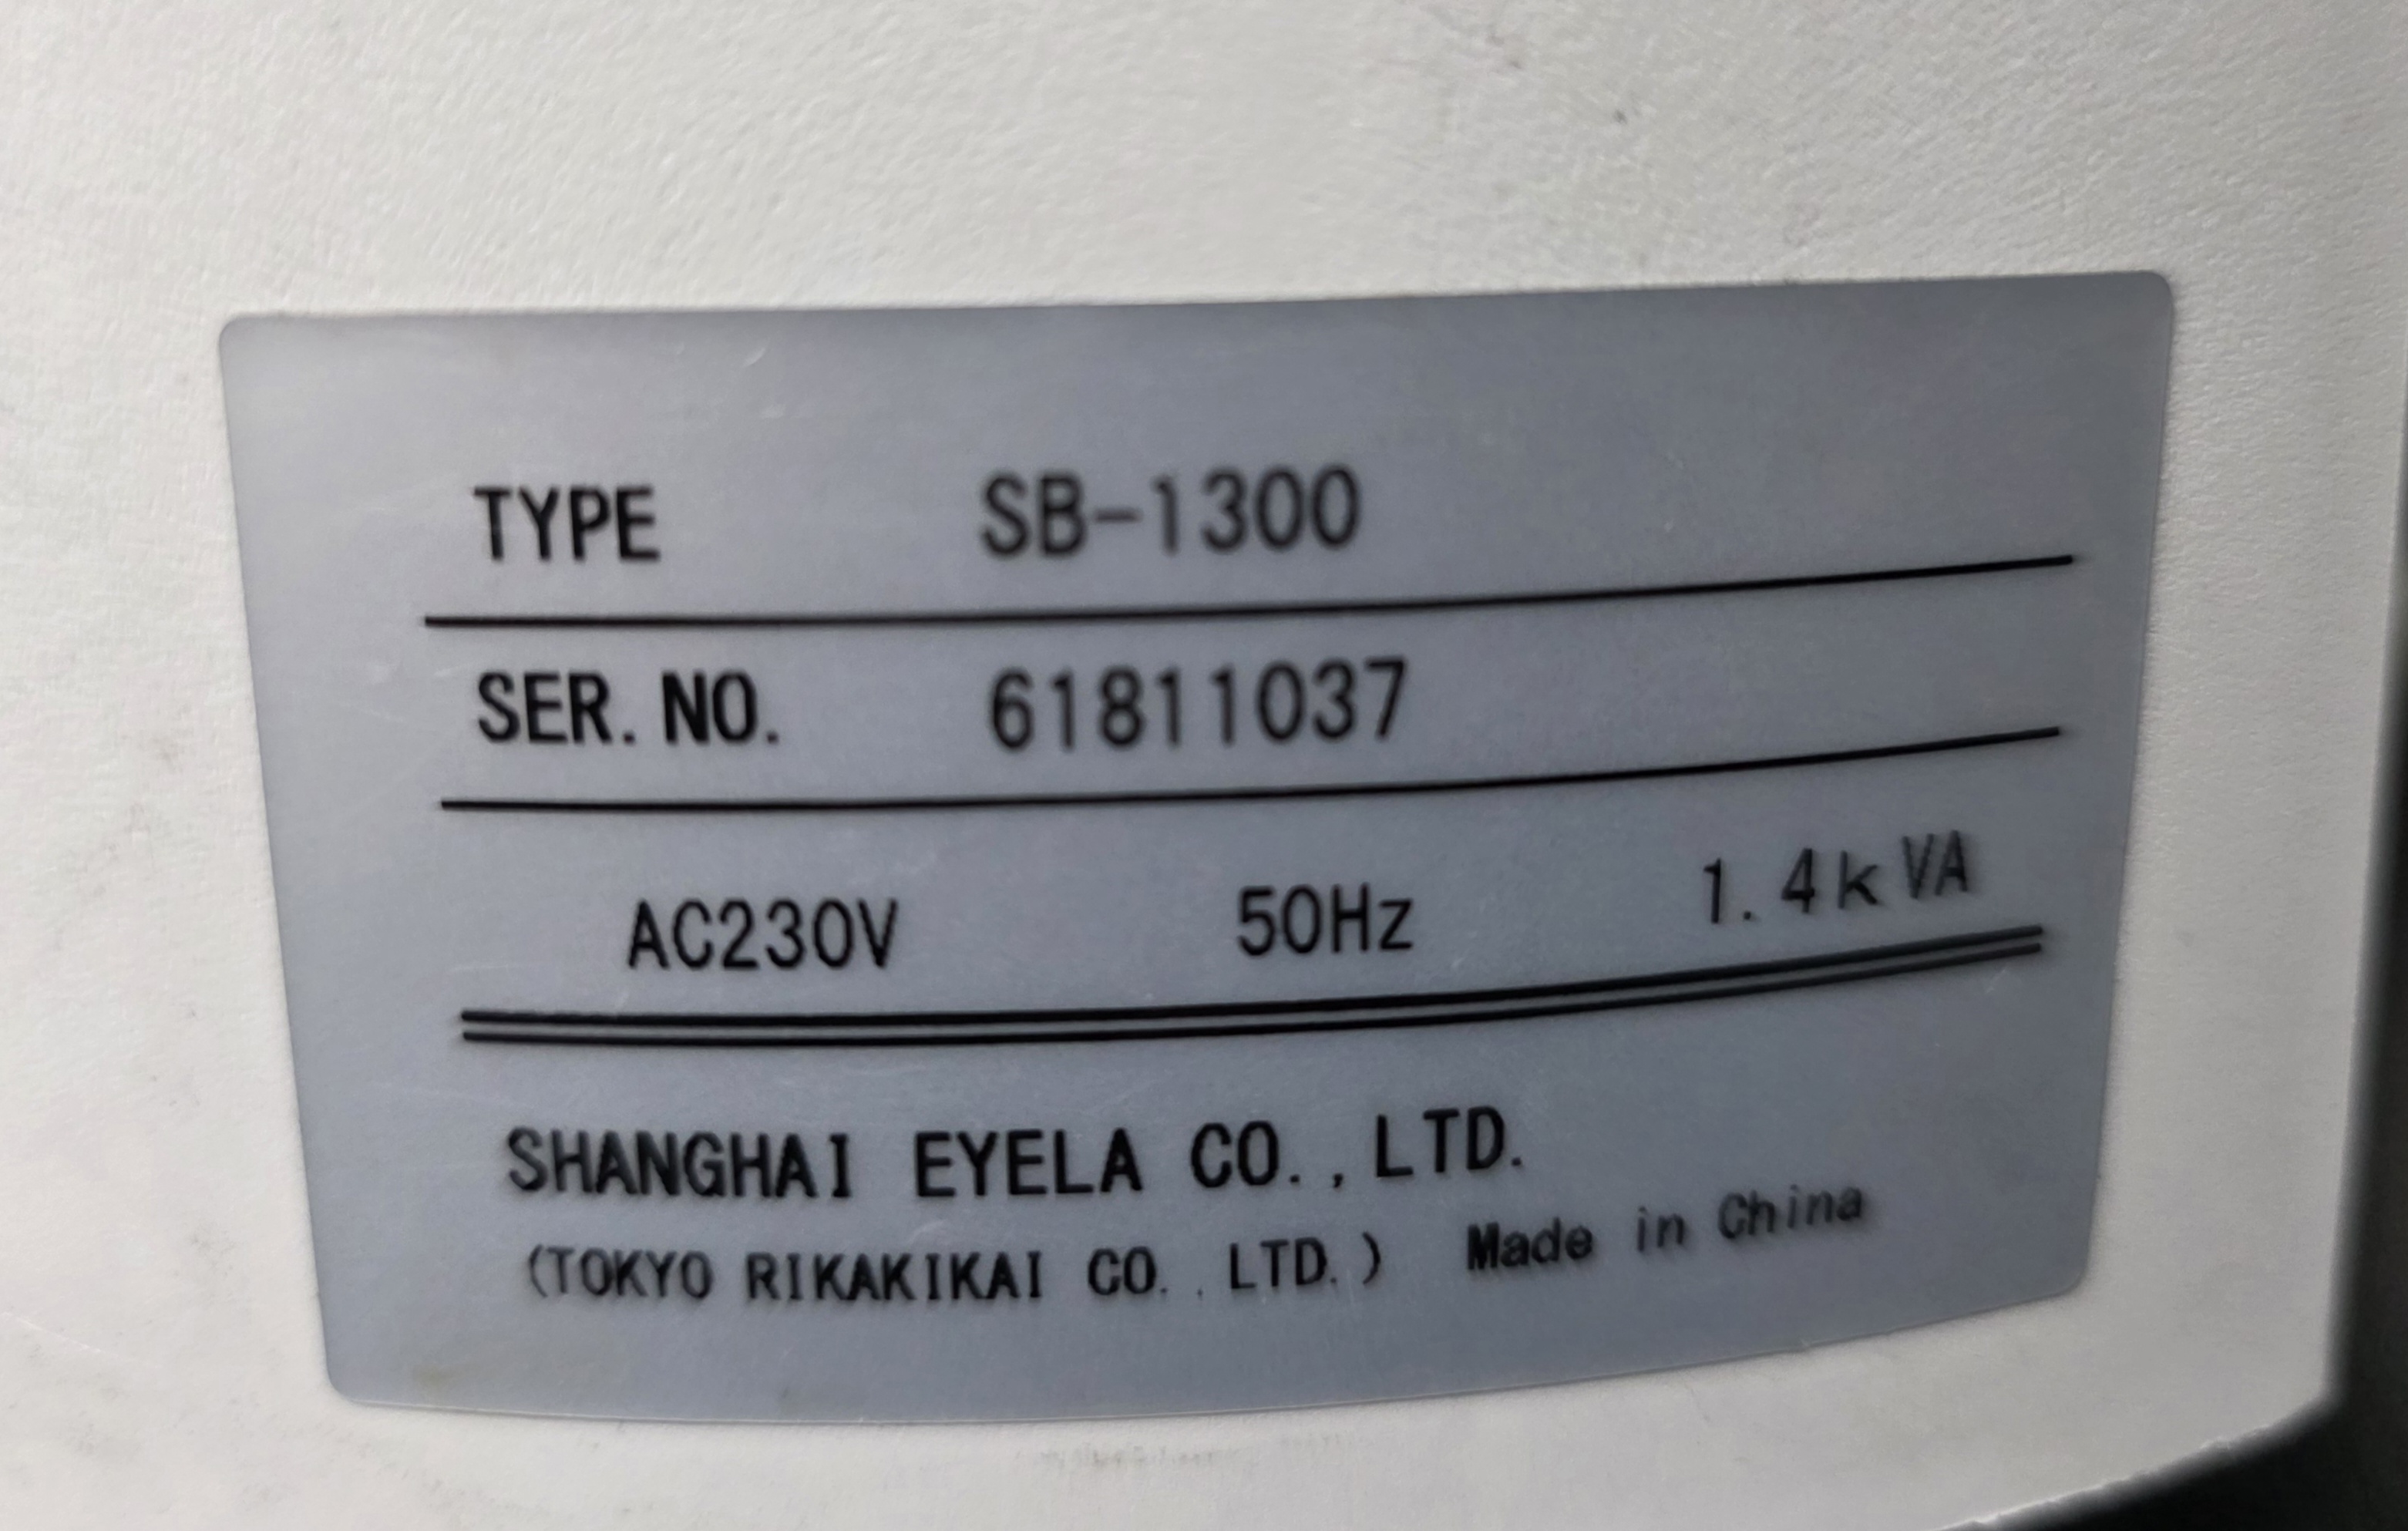 TYPE SB-1300
SER. NO. 61811037
AC230V 50Hz 1.4kVA
SHANGHAI EYELA CO.,LTD.
(TOKYO RIKAKIKAI CO., LTD.) Made in China